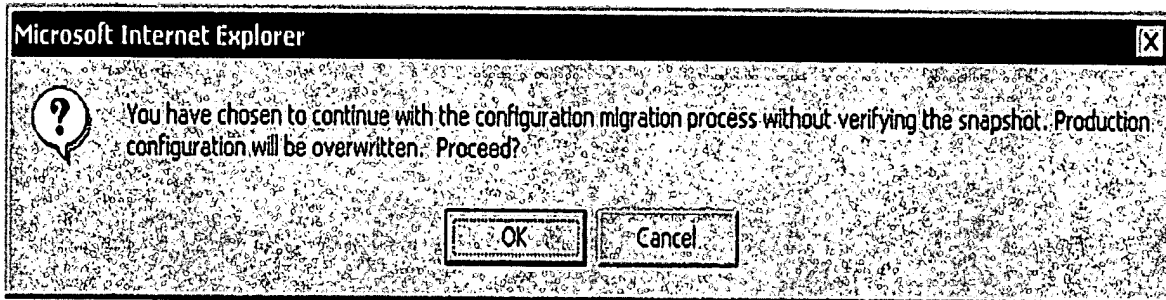 Microsoft Internet Explorer
X
?
You have chosen to continue with the configuration migration process without verifying the snapshot. Production
configuration will be overwritten. Proceed?
OK
Cancel